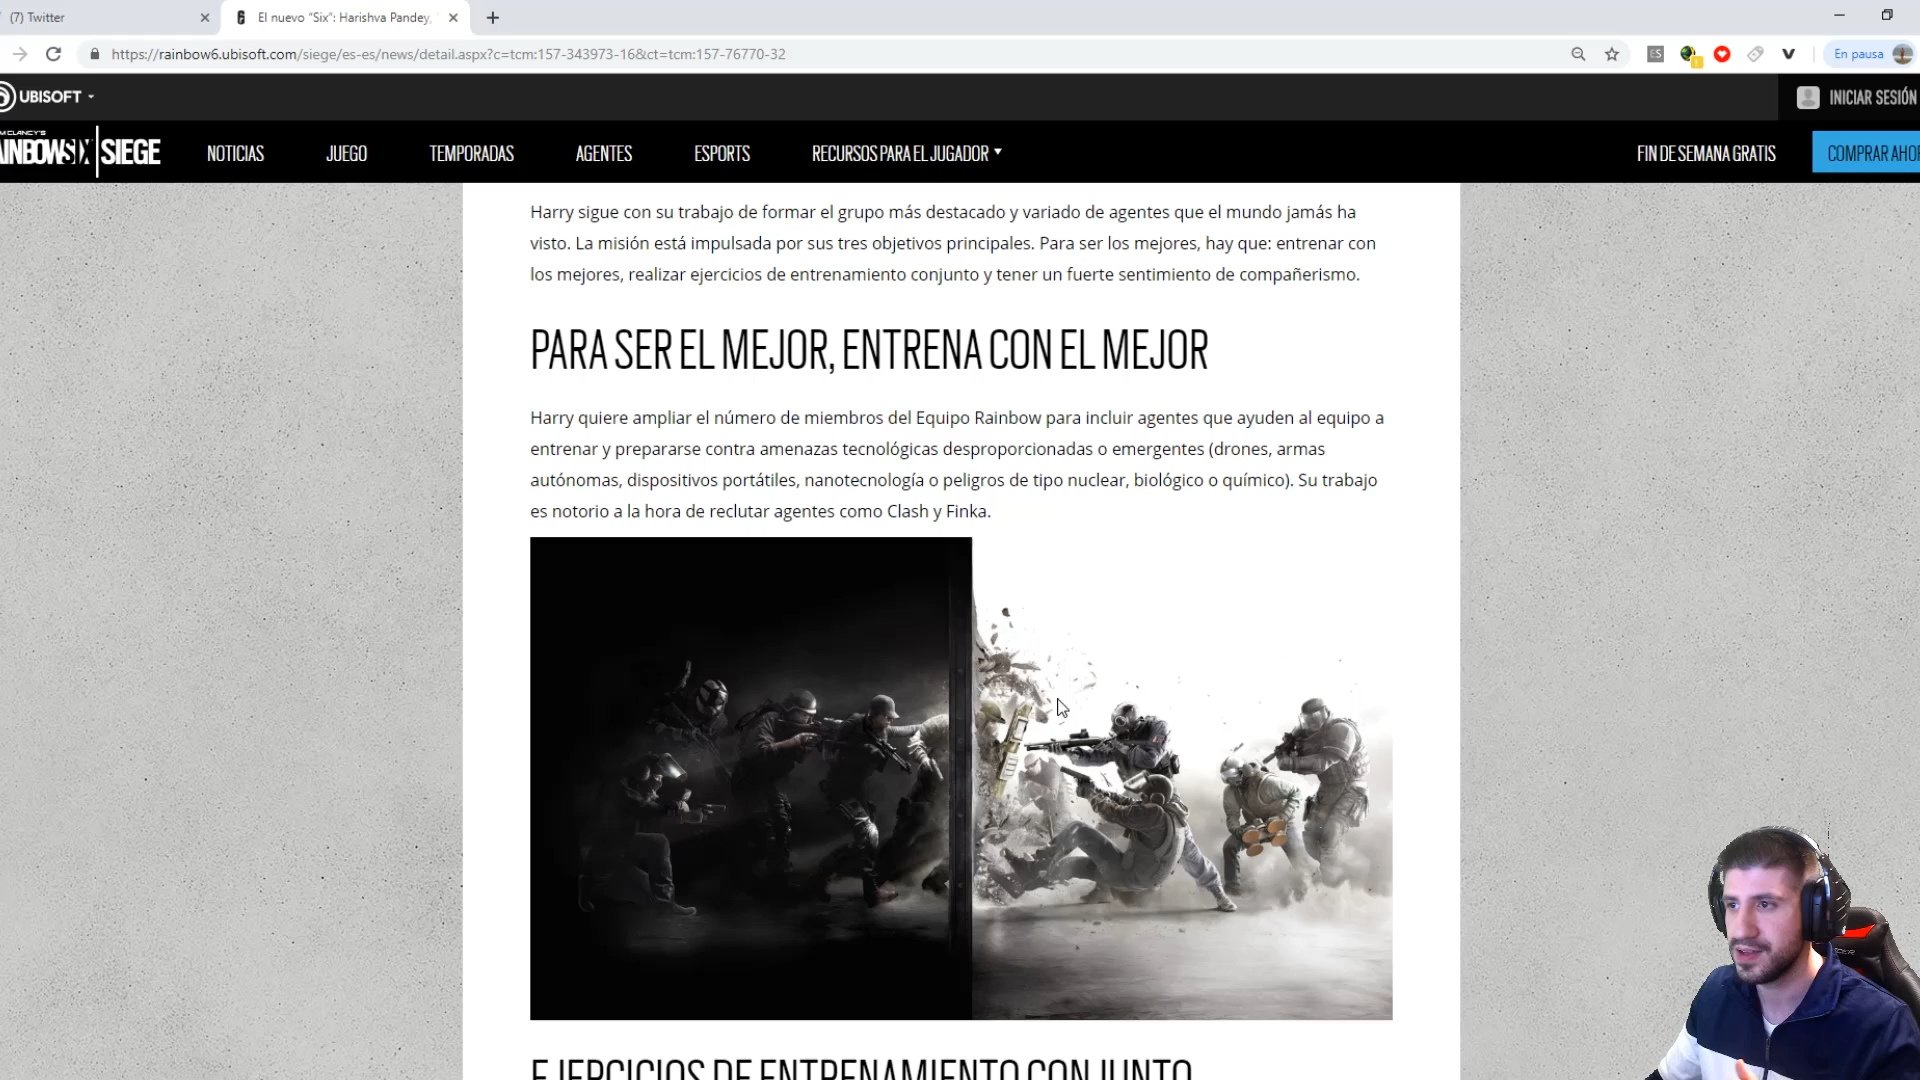 (7) Twitter
El nuevo "Six": Harishva Pandey,
https://rainbow6.ubisoft.com/siege/es-es/news/detail.aspx?c=tcm:157-343973-16&ct=tcm:157-76770-32
ES
En pausa
UBISOFT
INICIAR SESIÓN
SIEGE
NOTICIAS
JUEGO
TEMPORADAS
AGENTES
ESPORTS
RECURSOS PARA EL JUGADOR
FIN DE SEMANA GRATIS
COMPRAR AHO
Harry sigue con su trabajo de formar el grupo más destacado y variado de agentes que el mundo jamás ha
visto. La misión está impulsada por sus tres objetivos principales. Para ser los mejores, hay que: entrenar con
los mejores, realizar ejercicios de entrenamiento conjunto y tener un fuerte sentimiento de compañerismo.
PARA SER EL MEJOR, ENTRENA CON EL MEJOR
Harry quiere ampliar el número de miembros del Equipo Rainbow para incluir agentes que ayuden al equipo a
entrenar y prepararse contra amenazas tecnológicas desproporcionadas o emergentes (drones, armas
autónomas, dispositivos portátiles, nanotecnología o peligros de tipo nuclear, biológico o químico). Su trabajo
es notorio a la hora de reclutar agentes como Clash y Finka.
EJERCICIOS DE ENTRENAMIENTO CONJUNTO